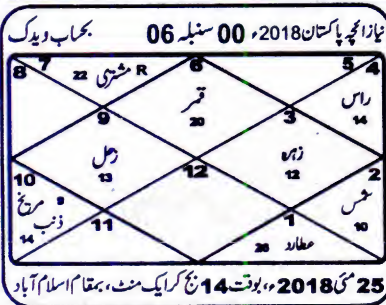 نیازائچہ پاکستان 2018ء 00 سنبلہ 06 بحساب ویدک
8 7 22 مشتری R 6 5 4
قمر 20
راس 14
9 3
زحل 13
زہرہ 12
12
10 2
مریخ 8
ذنب 14
شمس 10
11 1
عطارد 26
25 مئی 2018ء، بوقت 14 بج کر ایک منٹ، بمقام اسلام آباد